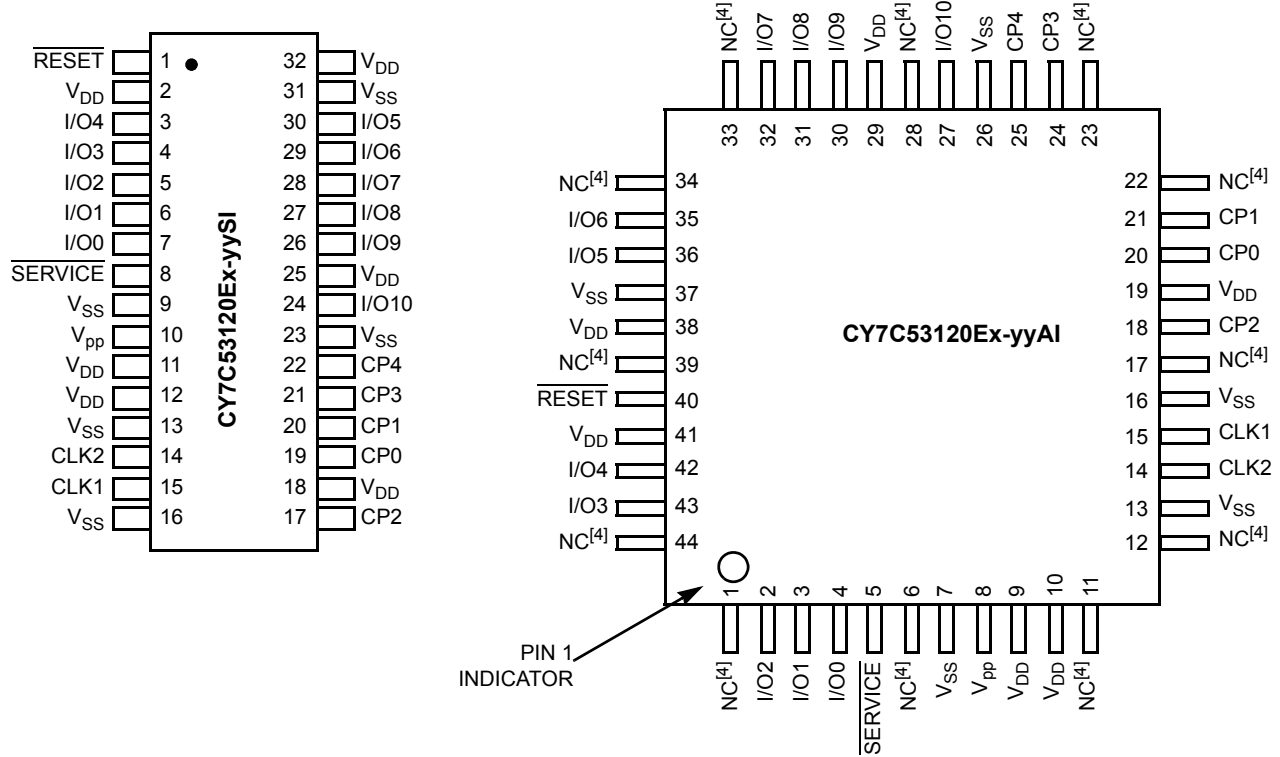 RESET 1 32 VDD
VDD 2 31 VSS
I/O4 3 30 I/O5
I/O3 4 29 I/O6
I/O2 5 28 I/O7
I/O1 6 27 I/O8
I/O0 7 26 I/O9
SERVICE 8 25 VDD
VSS 9 24 I/O10
Vpp 10 23 VSS
VDD 11 22 CP4
VDD 12 21 CP3
VSS 13 20 CP1
CLK2 14 19 CP0
CLK1 15 18 VDD
VSS 16 17 CP2
CY7C53120Ex-yySI
NC[4] I/O7 I/O8 I/O9 VDD NC[4] I/O10 VSS CP4 CP3 NC[4]
33 32 31 30 29 28 27 26 25 24 23
NC[4] 34 22 NC[4]
I/O6 35 21 CP1
I/O5 36 20 CP0
VSS 37 19 VDD
VDD 38 18 CP2
NC[4] 39 17 NC[4]
RESET 40 16 VSS
VDD 41 15 CLK1
I/O4 42 14 CLK2
I/O3 43 13 VSS
NC[4] 44 12 NC[4]
CY7C53120Ex-yyAI
1 2 3 4 5 6 7 8 9 10 11
NC[4] I/O2 I/O1 I/O0 SERVICE NC[4] VSS Vpp VDD VDD NC[4]
PIN 1
INDICATOR